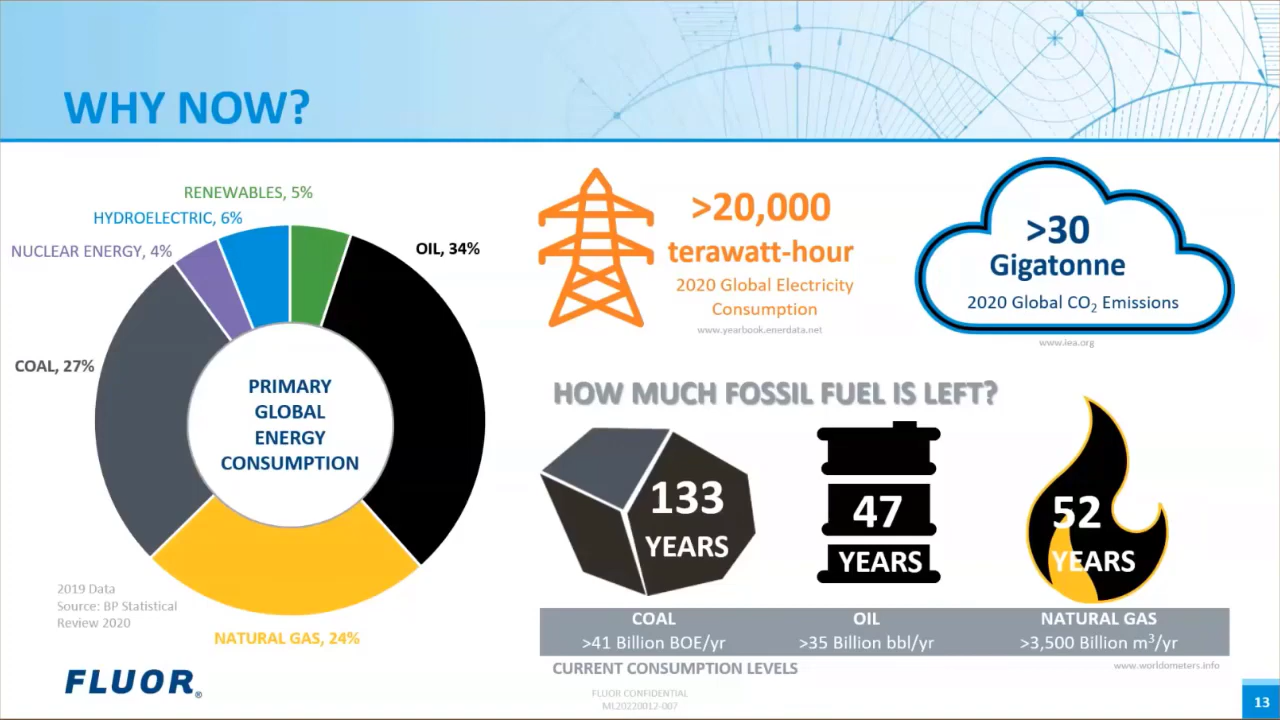 WHY NOW?
RENEWABLES, 5%
HYDROELECTRIC, 6%
NUCLEAR ENERGY, 4%
OIL, 34%
COAL, 27%
PRIMARY
GLOBAL
ENERGY
CONSUMPTION
NATURAL GAS, 24%
2019 Data
Source: BP Statistical
Review 2020
>20,000
terawatt-hour
2020 Global Electricity
Consumption
www.yearbook.enerdata.net
>30
Gigatonne
2020 Global CO₂ Emissions
www.iea.org
HOW MUCH FOSSIL FUEL IS LEFT?
133
YEARS
47
YEARS
52
YEARS
COAL
>41 Billion BOE/yr
OIL
>35 Billion bbl/yr
NATURAL GAS
>3,500 Billion m³/yr
CURRENT CONSUMPTION LEVELS
www.worldometers.info
FLUOR®
FLUOR CONFIDENTIAL
ML20220012-007
13